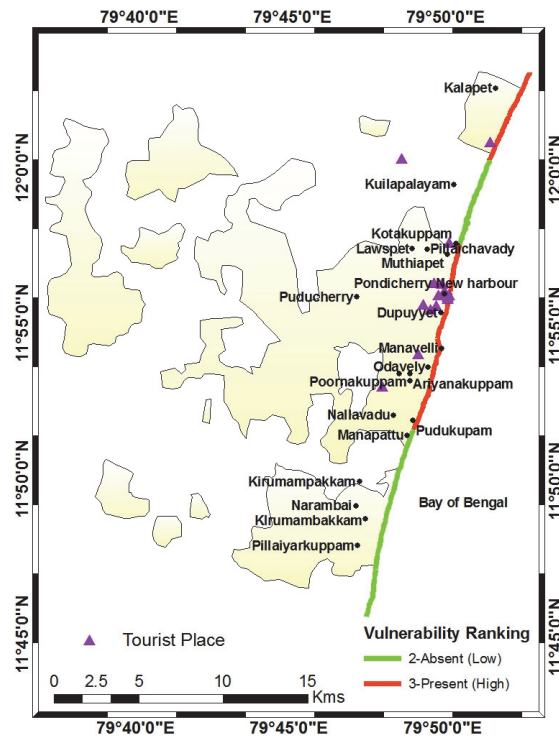 79°40'0"E 79°45'0"E 79°50'0"E
Kalapet
12°0'0"N 12°0'0"N
Kuilapalayam
Kotakuppam
Lawspet Pillaichavady
Muthiapet
Pondicherry New harbour
Puducherry
11°55'0"N 11°55'0"N
Dupuyyet
Manavelli
Odavely
Poornakuppam Ariyanakuppam
Nallavadu
Pudukupam
Manapattu
11°50'0"N 11°50'0"N
Kirumampakkam
Bay of Bengal
Narambai
Kirumambakkam
Pillaiyarkuppam
11°45'0"N 11°45'0"N
Tourist Place
Vulnerability Ranking
2-Absent (Low)
3-Present (High)
0 2.5 5 10 15
Kms
79°40'0"E 79°45'0"E 79°50'0"E